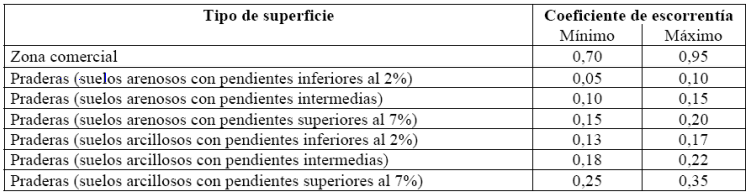 Tipo de superficie Coeficiente de escorrentía
Mínimo Máximo
Zona comercial 0,70 0,95
Praderas (suelos arenosos con pendientes inferiores al 2%) 0,05 0,10
Praderas (suelos arenosos con pendientes intermedias) 0,10 0,15
Praderas (suelos arenosos con pendientes superiores al 7%) 0,15 0,20
Praderas (suelos arcillosos con pendientes inferiores al 2%) 0,13 0,17
Praderas (suelos arcillosos con pendientes intermedias) 0,18 0,22
Praderas (suelos arcillosos con pendientes superiores al 7%) 0,25 0,35